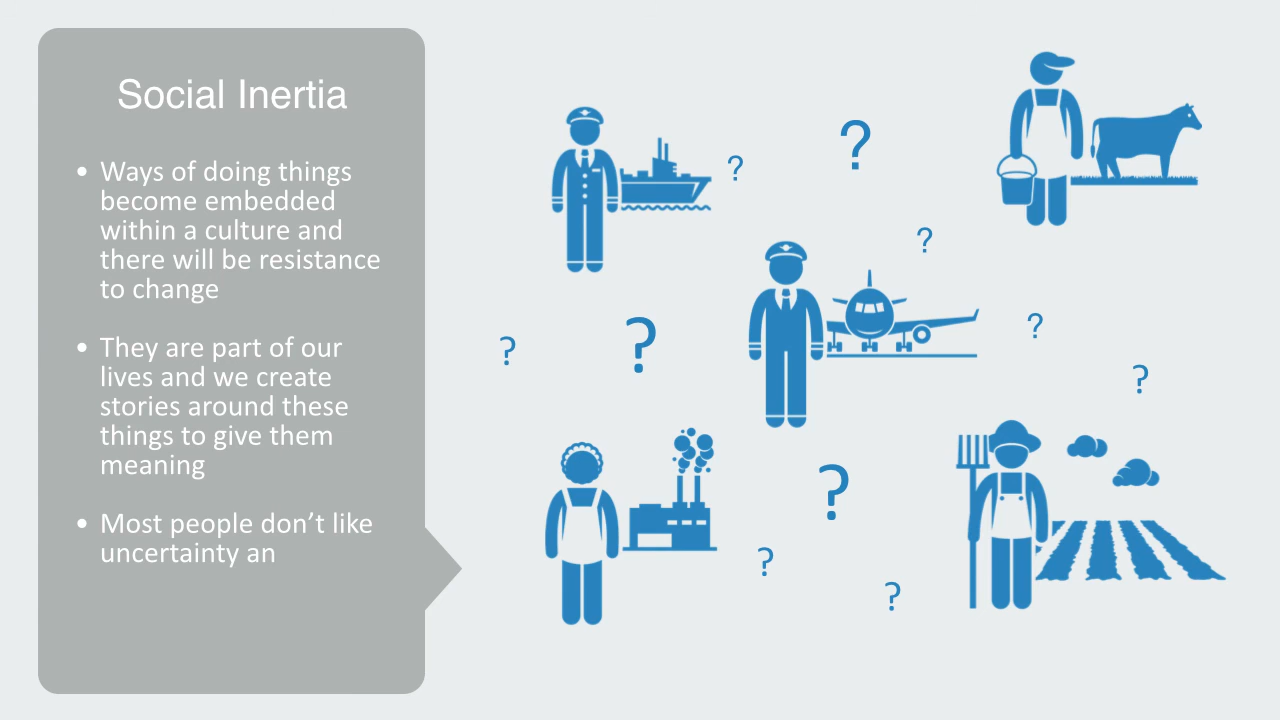 Social Inertia
• Ways of doing things
become embedded
within a culture and
there will be resistance
to change
• They are part of our
lives and we create
stories around these
things to give them
meaning
• Most people don’t like
uncertainty an
?
?
?
?
?
?
?
?
?
?